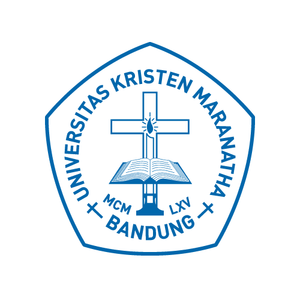 UNIVERSITAS KRISTEN MARANATHA
MCM LXV
BANDUNG